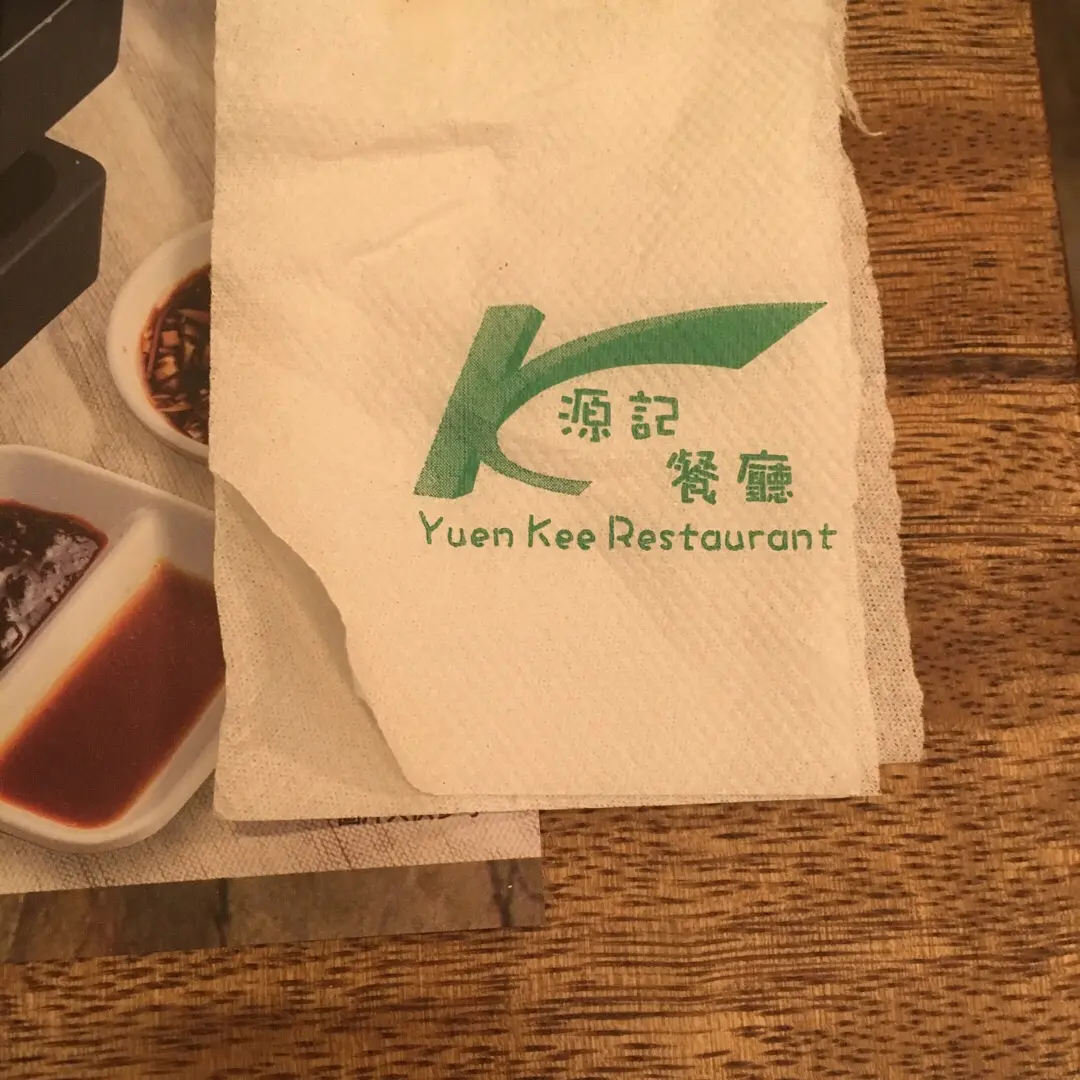 源記
餐廳
Yuen Kee Restaurant